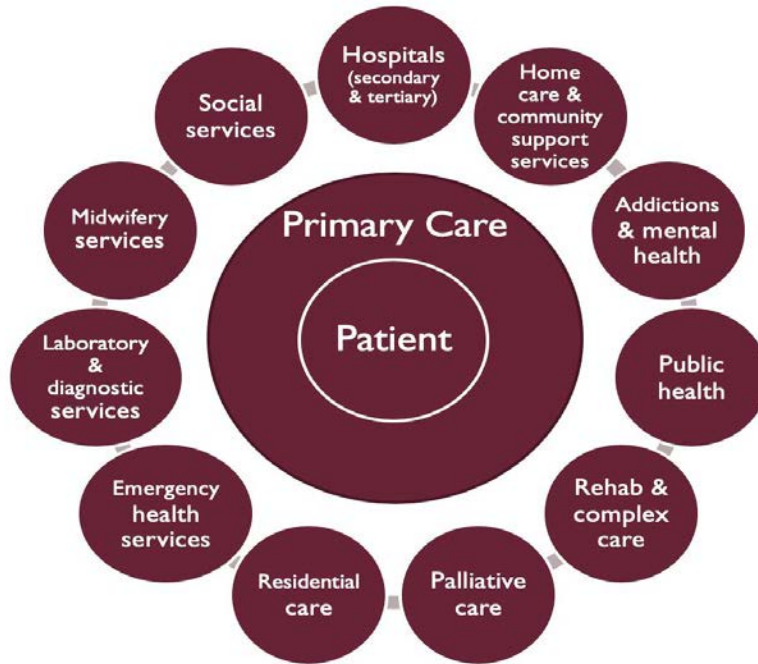 Hospitals
(secondary
& tertiary)
Home
care &
community
support
services
Addictions
& mental
health
Public
health
Rehab &
complex
care
Palliative
care
Residential
care
Emergency
health
services
Laboratory
&
diagnostic
services
Midwifery
services
Social
services
Primary Care
Patient